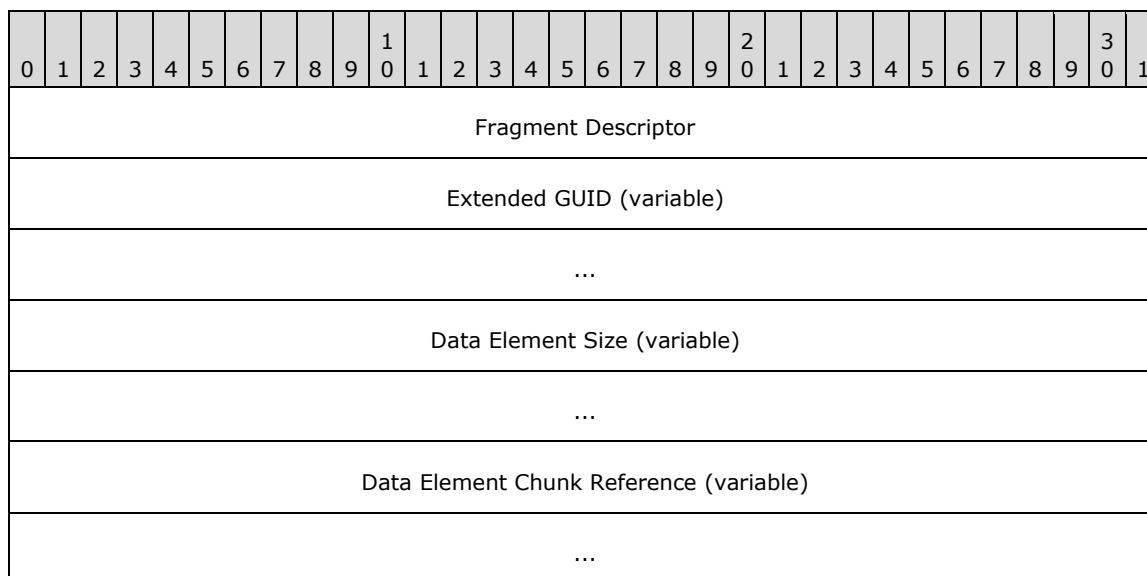 1 2 3
0 1 2 3 4 5 6 7 8 9 0 1 2 3 4 5 6 7 8 9 0 1 2 3 4 5 6 7 8 9 0 1
Fragment Descriptor
Extended GUID (variable)
...
Data Element Size (variable)
...
Data Element Chunk Reference (variable)
...